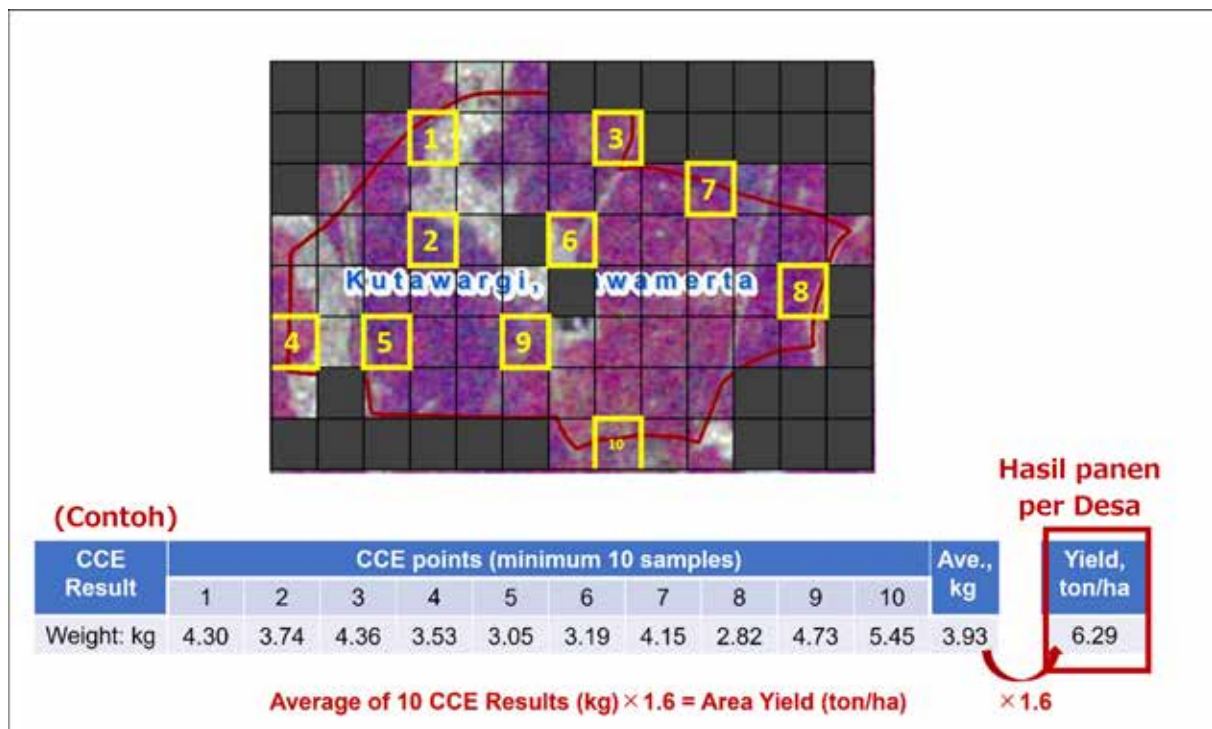 1
3
7
2
6
Kutawargi, wamerta
8
4
5
9
10
Hasil panen
per Desa
(Contoh)
CCE Result
CCE points (minimum 10 samples)
Ave., kg
Yield, ton/ha
1 2 3 4 5 6 7 8 9 10
Weight: kg 4.30 3.74 4.36 3.53 3.05 3.19 4.15 2.82 4.73 5.45 3.93 6.29
Average of 10 CCE Results (kg) × 1.6 = Area Yield (ton/ha)
×1.6